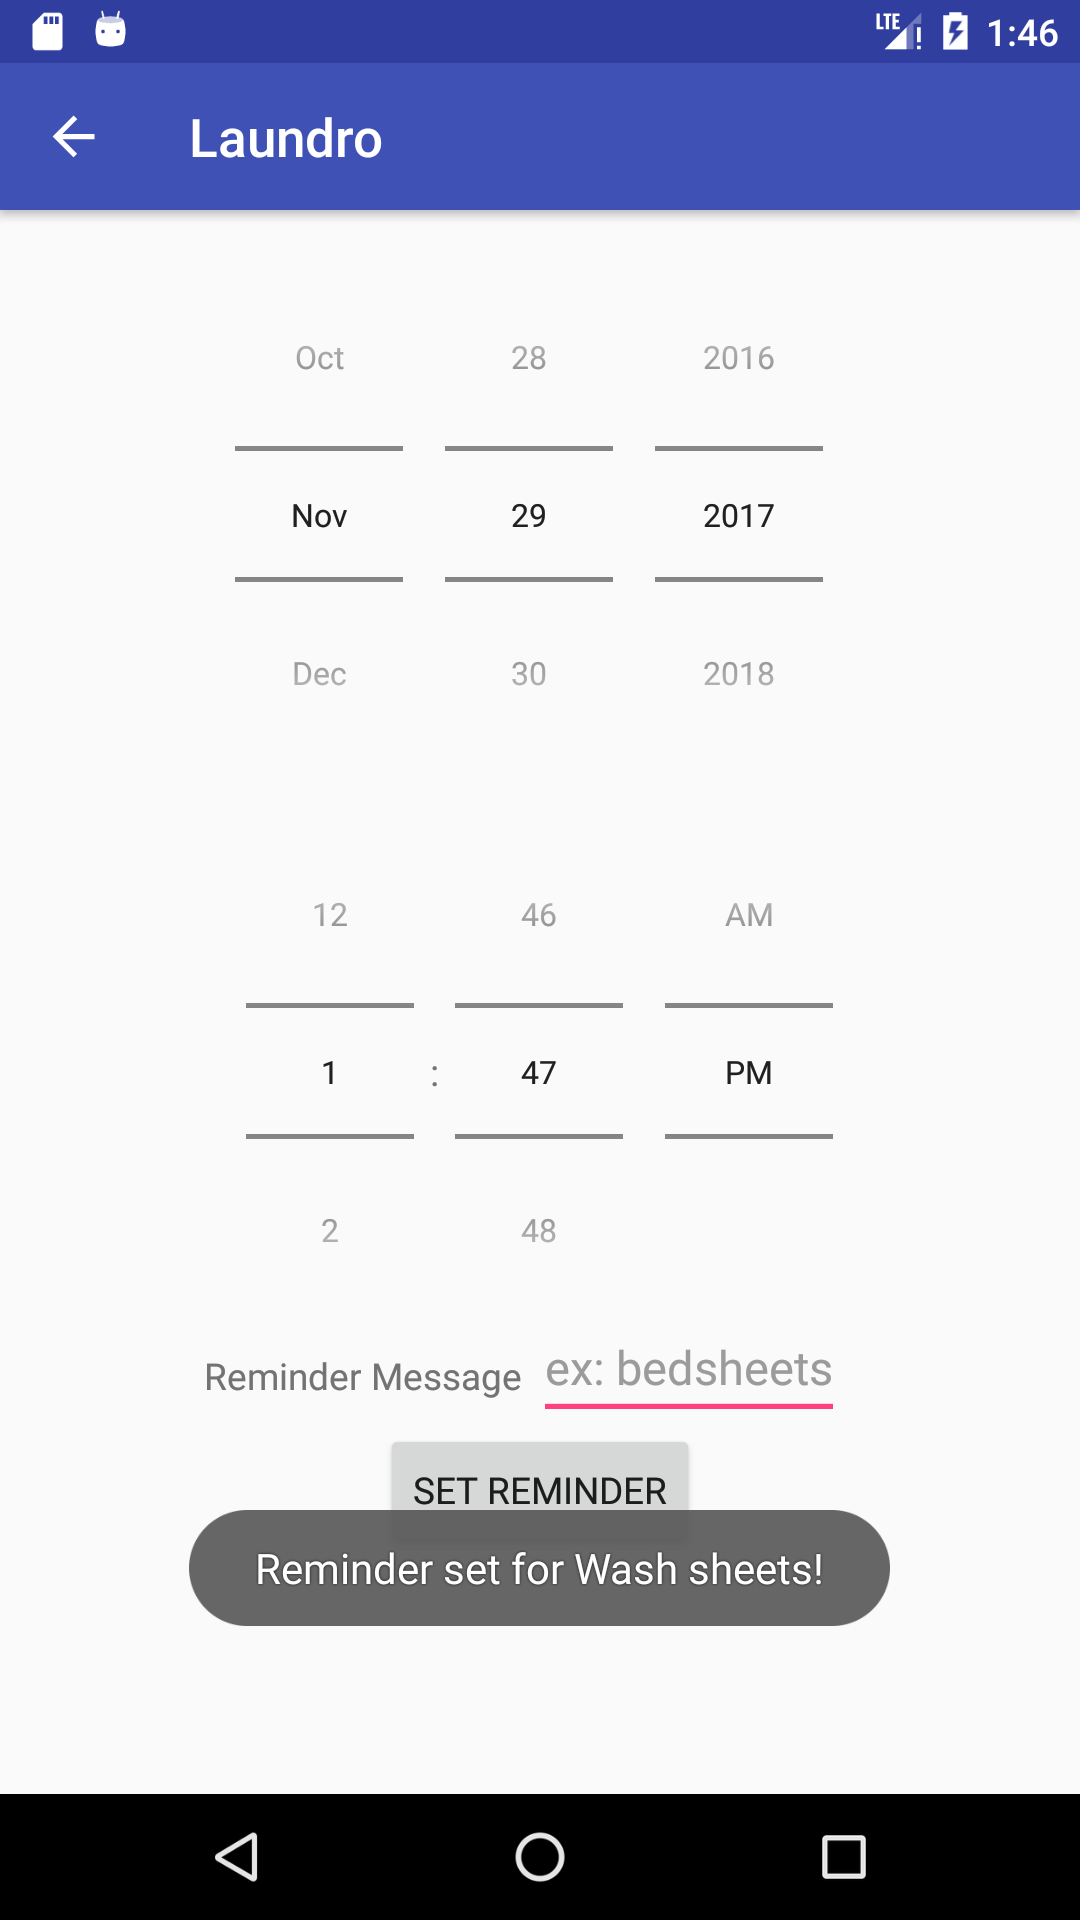 LTE 1:46
Laundro
Oct 28 2016
Nov 29 2017
Dec 30 2018
12 46 AM
1 : 47 PM
2 48
Reminder Message ex: bedsheets
SET REMINDER
Reminder set for Wash sheets!